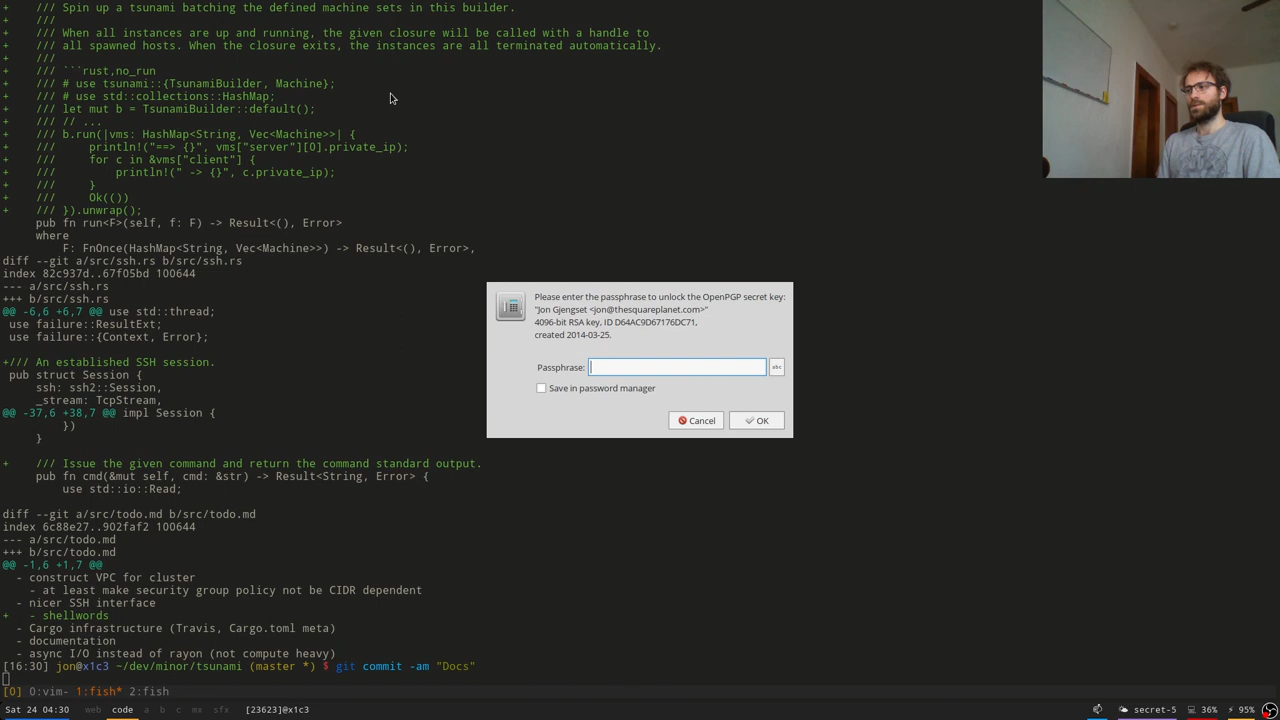 +    /// Spin up a tsunami batching the defined machine sets in this builder.
+    ///
+    /// When all instances are up and running, the given closure will be called with a handle to
+    /// all spawned hosts. When the closure exits, the instances are all terminated automatically.
+    ///
+    /// ```rust,no_run
+    /// # use tsunami::{TsunamiBuilder, Machine};
+    /// # use std::collections::HashMap;
+    /// let mut b = TsunamiBuilder::default();
+    /// // ...
+    /// b.run(|vms: HashMap<String, Vec<Machine>>| {
+    ///     println!("==> {}", vms["server"][0].private_ip);
+    ///     for c in &vms["client"] {
+    ///         println!(" -> {}", c.private_ip);
+    ///     }
+    ///     Ok(())
+    /// }).unwrap();
     pub fn run<F>(self, f: F) -> Result<(), Error>
     where
         F: FnOnce(HashMap<String, Vec<Machine>>) -> Result<(), Error>,
diff --git a/src/ssh.rs b/src/ssh.rs
index 82c937d..67f05bd 100644
--- a/src/ssh.rs
+++ b/src/ssh.rs
@@ -6,6 +6,7 @@ use std::thread;
 use failure::ResultExt;
 use failure::{Context, Error};
+/// An established SSH session.
 pub struct Session {
     ssh: ssh2::Session,
     _stream: TcpStream,
@@ -37,6 +38,7 @@ impl Session {
         })
     }
+    /// Issue the given command and return the command standard output.
     pub fn cmd(&mut self, cmd: &str) -> Result<String, Error> {
         use std::io::Read;
diff --git a/src/todo.md b/src/todo.md
index 6c88e27..902faf2 100644
--- a/src/todo.md
+++ b/src/todo.md
@@ -1,6 +1,7 @@
  - construct VPC for cluster
    - at least make security group policy not be CIDR dependent
  - nicer SSH interface
+   - shellwords
  - Cargo infrastructure (Travis, Cargo.toml meta)
  - documentation
  - async I/O instead of rayon (not compute heavy)
[16:30] jon@x1c3 ~/dev/minor/tsunami (master *) $ git commit -am "Docs"
[0] 0:vim- 1:fish* 2:fish
Sat 24 04:30 web code a b c mx sfx [23623]@x1c3 secret-5 36% 95%
Please enter the passphrase to unlock the OpenPGP secret key:
"Jon Gjengset <jon@thesquareplanet.com>"
4096-bit RSA key, ID D64AC9D67176DC71,
created 2014-03-25.
Passphrase: abc
Save in password manager
Cancel OK